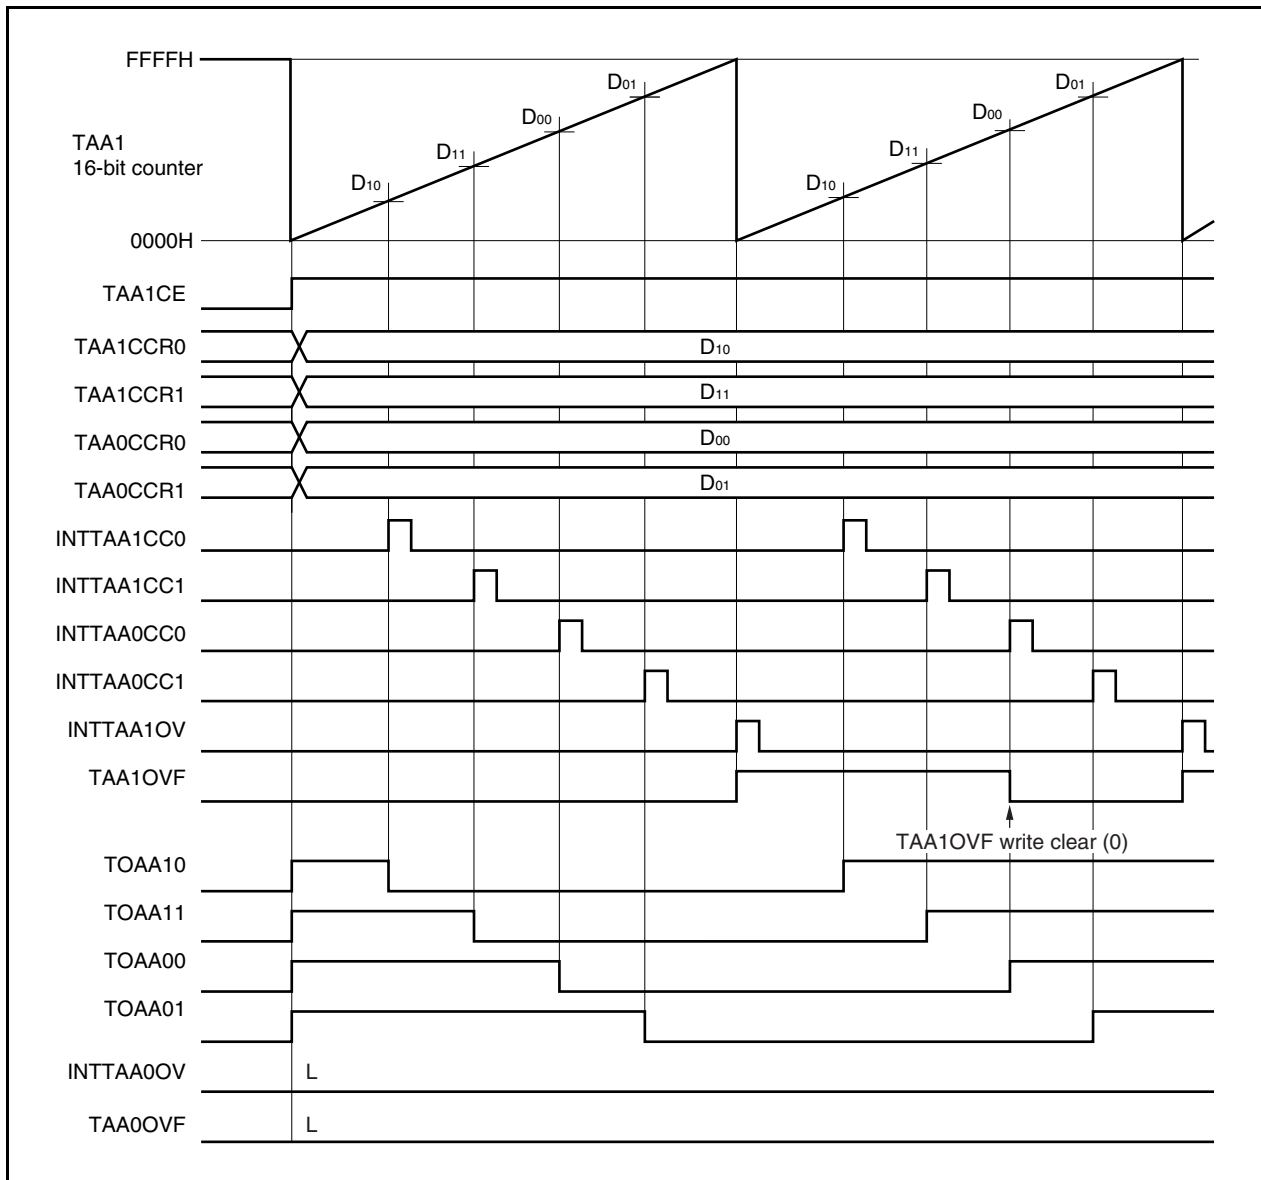 FFFFH
D01
D01
D00
D00
TAA1
16-bit counter
D11
D11
D10
D10
0000H
TAA1CE
TAA1CCR0
D10
TAA1CCR1
D11
TAA0CCR0
D00
TAA0CCR1
D01
INTTAA1CC0
INTTAA1CC1
INTTAA0CC0
INTTAA0CC1
INTTAA1OV
TAA1OVF
TAA1OVF write clear (0)
TOAA10
TOAA11
TOAA00
TOAA01
INTTAA0OV
L
TAA0OVF
L